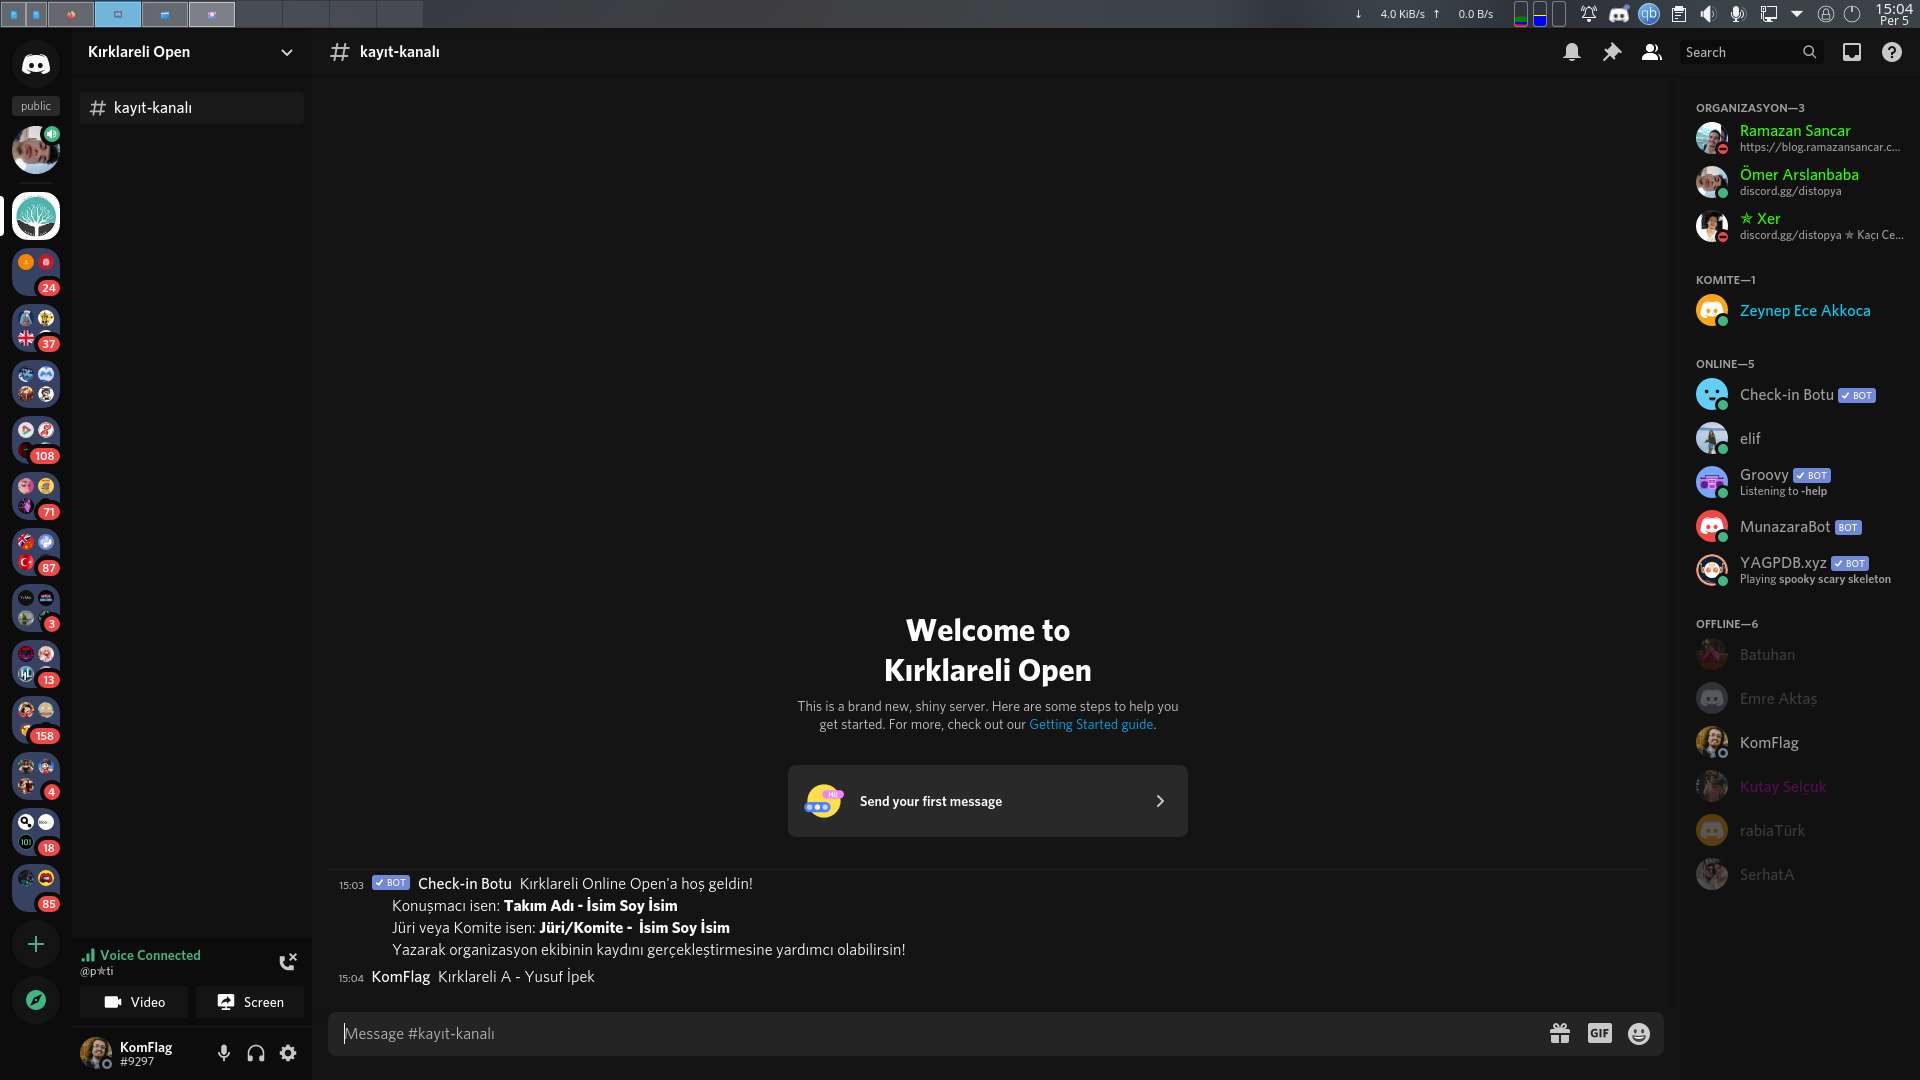 4.0 KiB/s
0.0 B/s
15:04
Per 5
Kırklareli Open
kayıt-kanalı
Search
public
kayıt-kanalı
24
37
108
71
87
3
13
158
4
18
85
Welcome to
Kırklareli Open
This is a brand new, shiny server. Here are some steps to help you
get started. For more, check out our Getting Started guide.
Hi!
Send your first message
15:03 BOT Check-in Botu Kırklareli Online Open'a hoş geldin!
Konuşmacı isen: Takım Adı - İsim Soy İsim
Jüri veya Komite isen: Jüri/Komite - İsim Soy İsim
Yazarak organizasyon ekibinin kaydını gerçekleştirmesine yardımcı olabilirsin!
15:04 KomFlag Kırklareli A - Yusuf İpek
Message #kayıt-kanalı
GIF
Voice Connected
@p★ti
Video
Screen
KomFlag
#9297
ORGANIZASYON—3
Ramazan Sancar
https://blog.ramazansancar.c...
Ömer Arslanbaba
discord.gg/distopya
★ Xer
discord.gg/distopya ★ Kaçı Ce...
KOMITE—1
Zeynep Ece Akkoca
ONLINE—5
Check-in Botu BOT
elif
Groovy BOT
Listening to -help
MunazaraBot BOT
YAGPDB.xyz BOT
Playing spooky scary skeleton
OFFLINE—6
Batuhan
Emre Aktaş
KomFlag
Kutay Selçuk
rabiaTürk
SerhatA